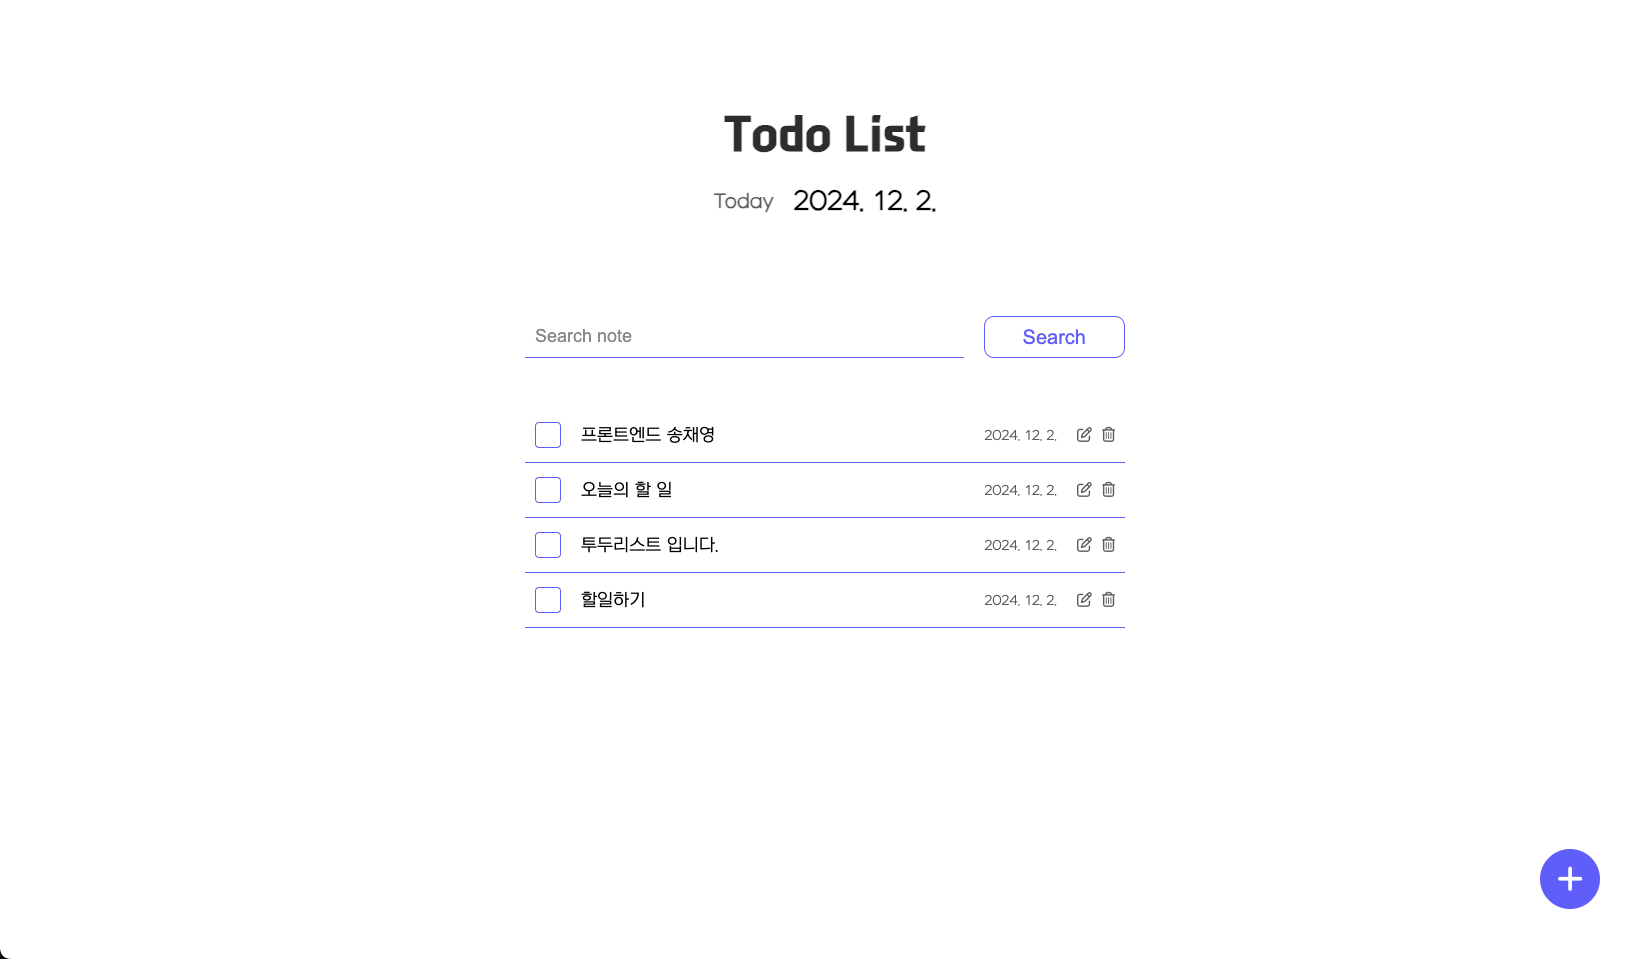 Todo List
Today 2024. 12. 2.
Search note Search
프론트엔드 송채영 2024. 12. 2.
오늘의 할 일 2024. 12. 2.
투두리스트 입니다. 2024. 12. 2.
할일하기 2024. 12. 2.